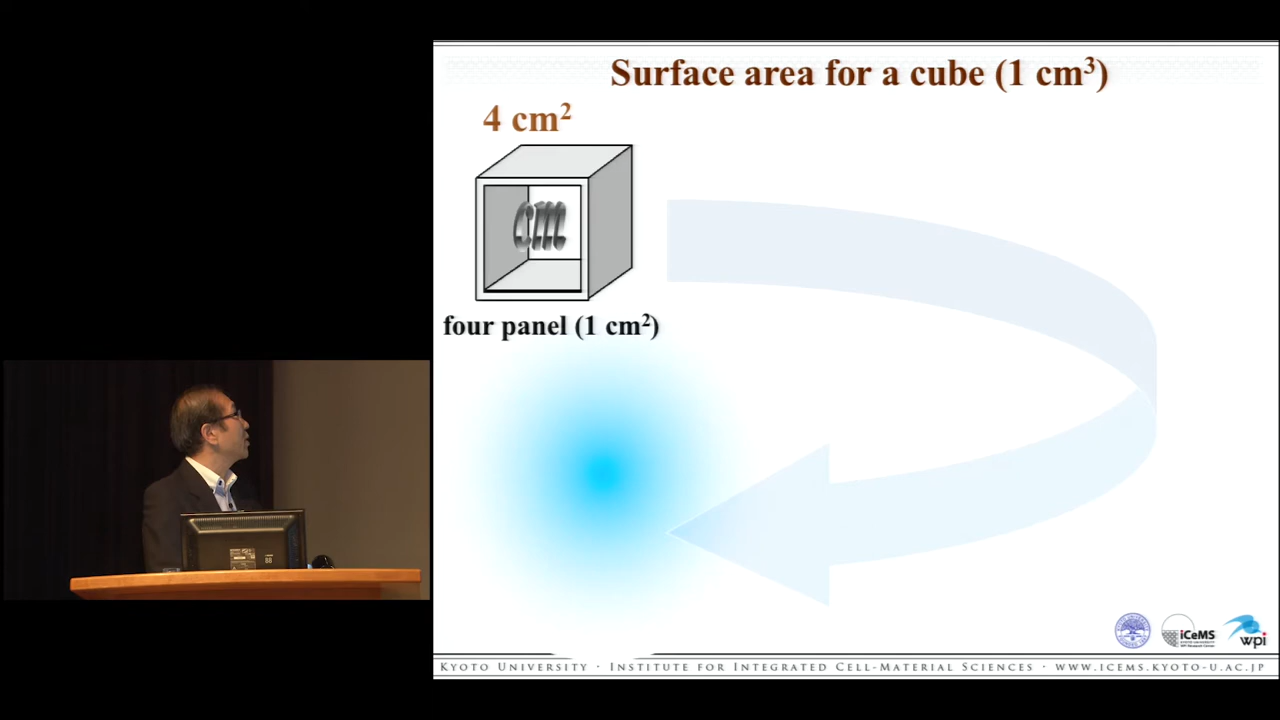 Surface area for a cube (1 cm³)
4 cm²
cm
four panel (1 cm²)
iCeMS
wpi
KYOTO UNIVERSITY · INSTITUTE FOR INTEGRATED CELL-MATERIAL SCIENCES · WWW.ICEMS.KYOTO-U.AC.JP